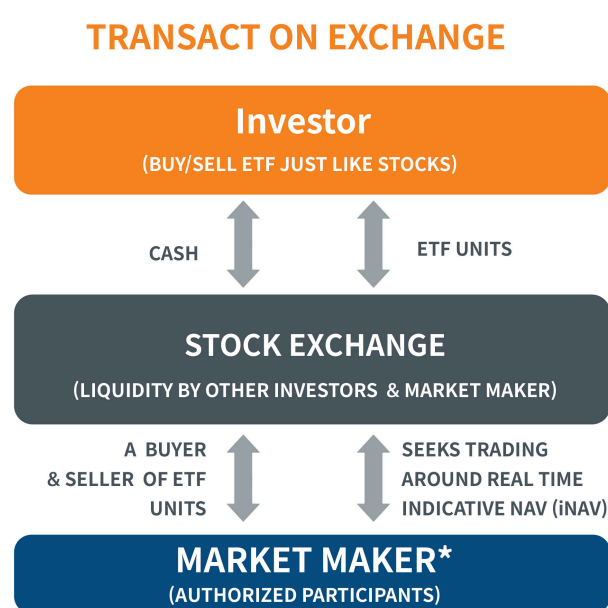 TRANSACT ON EXCHANGE
Investor
(BUY/SELL ETF JUST LIKE STOCKS)
CASH
ETF UNITS
STOCK EXCHANGE
(LIQUIDITY BY OTHER INVESTORS & MARKET MAKER)
A BUYER
& SELLER OF ETF
UNITS
SEEKS TRADING
AROUND REAL TIME
INDICATIVE NAV (iNAV)
MARKET MAKER*
(AUTHORIZED PARTICIPANTS)